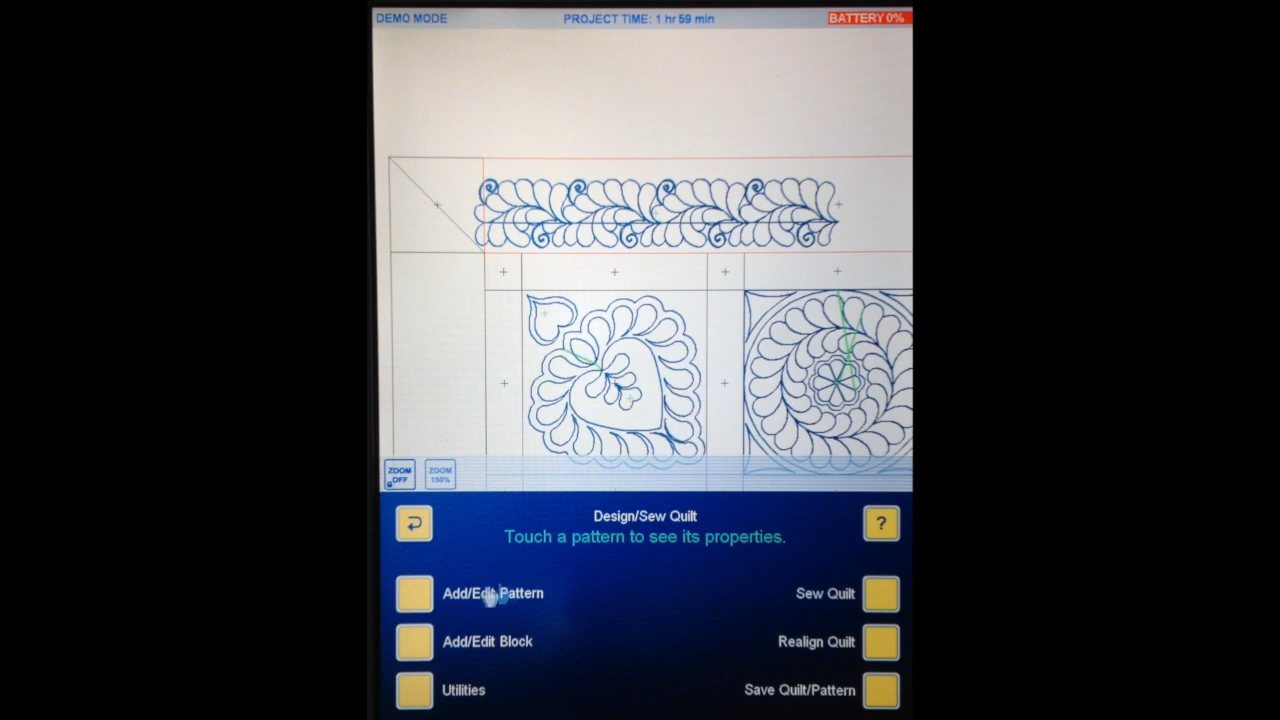 DEMO MODE
PROJECT TIME: 1 hr 59 min
BATTERY 0%
ZOOM OFF
ZOOM 150%
Design/Sew Quilt
?
Touch a pattern to see its properties.
Add/Edit Pattern
Sew Quilt
Add/Edit Block
Realign Quilt
Utilities
Save Quilt/Pattern